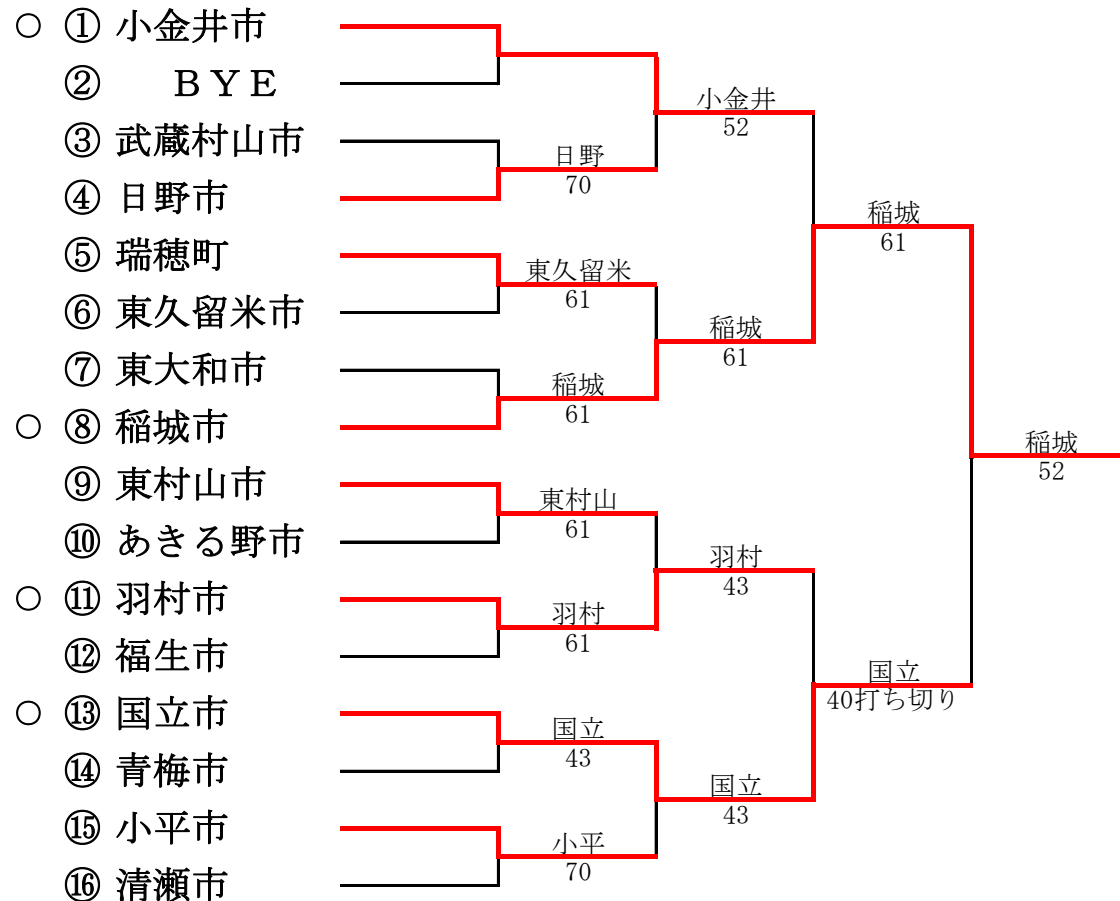 ○ ① 小金井市
② ＢＹＥ
③ 武蔵村山市
④ 日野市
⑤ 瑞穂町
⑥ 東久留米市
⑦ 東大和市
○ ⑧ 稲城市
⑨ 東村山市
⑩ あきる野市
○ ⑪ 羽村市
⑫ 福生市
○ ⑬ 国立市
⑭ 青梅市
⑮ 小平市
⑯ 清瀬市
日野
70
東久留米
61
稲城
61
東村山
61
羽村
61
国立
43
小平
70
小金井
52
稲城
61
羽村
43
国立
43
稲城
61
国立
40打ち切り
稲城
52